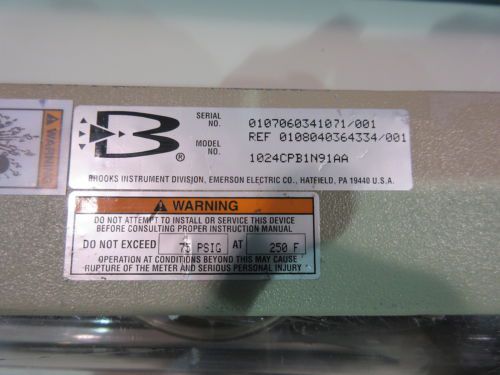 WARNING
SERIAL NO. 0107060341071/001
REF 0108040364334/001
MODEL NO. 1024CPB1N91AA
B ®
BROOKS INSTRUMENT DIVISION, EMERSON ELECTRIC CO., HATFIELD, PA 19440 U.S.A.
WARNING
DO NOT ATTEMPT TO INSTALL OR SERVICE THIS DEVICE
BEFORE CONSULTING PROPER INSTRUCTION MANUAL
DO NOT EXCEED 75 PSIG AT 250 F
OPERATION AT CONDITIONS BEYOND THIS MAY CAUSE
RUPTURE OF THE METER AND SERIOUS PERSONAL INJURY